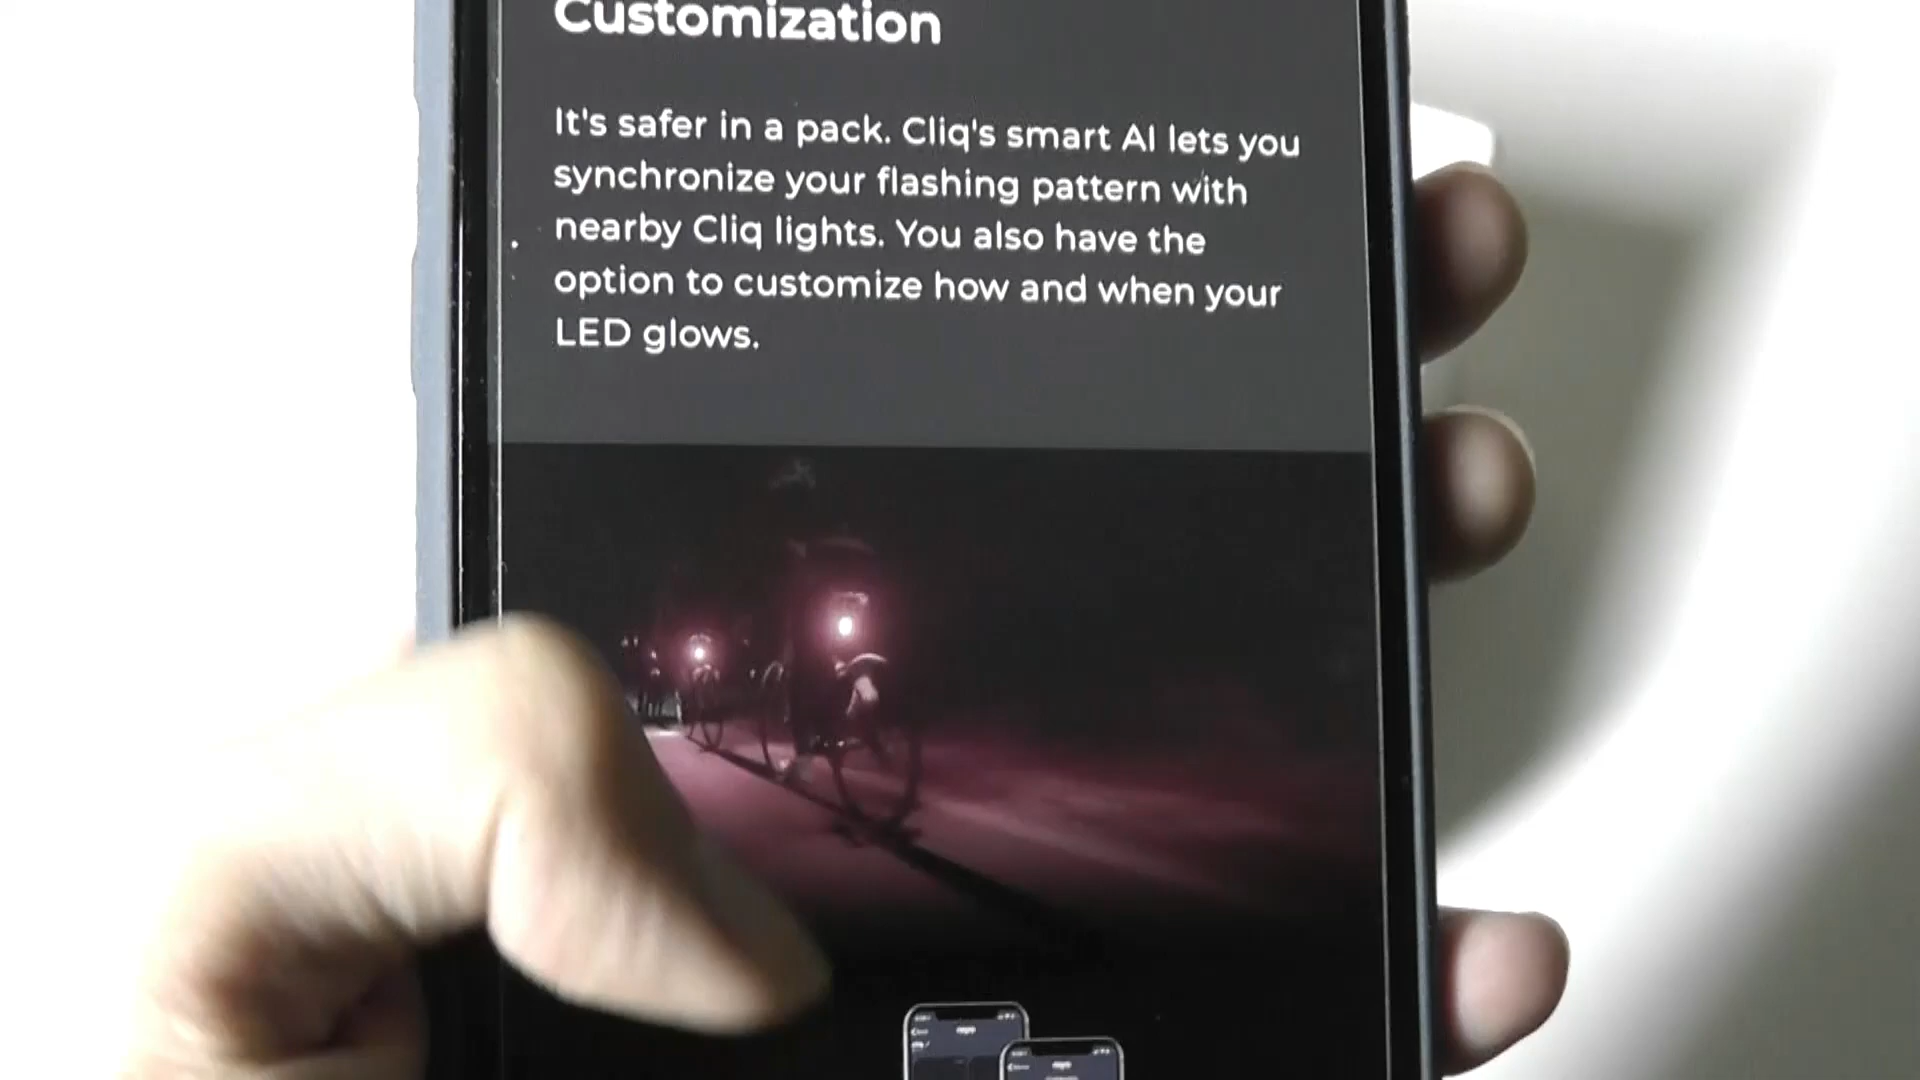 Customization
It's safer in a pack. Cliq's smart AI lets you
synchronize your flashing pattern with
nearby Cliq lights. You also have the
option to customize how and when your
LED glows.